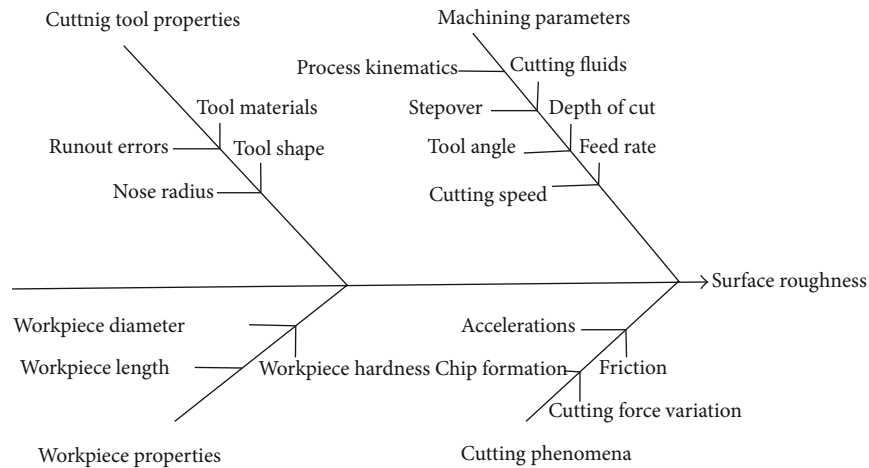 Cuttnig tool properties
Machining parameters
Process kinematics
Cutting fluids
Tool materials
Stepover
Depth of cut
Runout errors
Tool shape
Tool angle
Feed rate
Nose radius
Cutting speed
Surface roughness
Workpiece diameter
Accelerations
Workpiece length
Workpiece hardness
Chip formation
Friction
Cutting force variation
Workpiece properties
Cutting phenomena